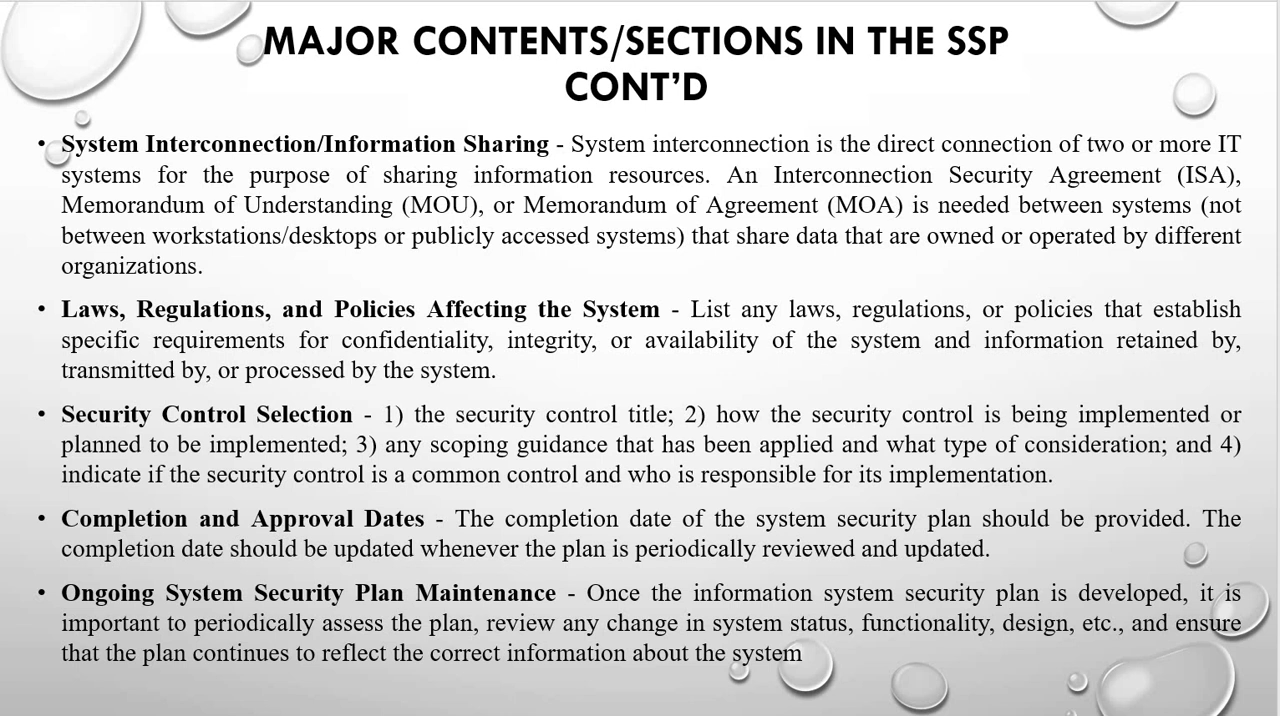 MAJOR CONTENTS/SECTIONS IN THE SSP
CONT’D
• System Interconnection/Information Sharing - System interconnection is the direct connection of two or more IT
systems for the purpose of sharing information resources. An Interconnection Security Agreement (ISA),
Memorandum of Understanding (MOU), or Memorandum of Agreement (MOA) is needed between systems (not
between workstations/desktops or publicly accessed systems) that share data that are owned or operated by different
organizations.
• Laws, Regulations, and Policies Affecting the System - List any laws, regulations, or policies that establish
specific requirements for confidentiality, integrity, or availability of the system and information retained by,
transmitted by, or processed by the system.
• Security Control Selection - 1) the security control title; 2) how the security control is being implemented or
planned to be implemented; 3) any scoping guidance that has been applied and what type of consideration; and 4)
indicate if the security control is a common control and who is responsible for its implementation.
• Completion and Approval Dates - The completion date of the system security plan should be provided. The
completion date should be updated whenever the plan is periodically reviewed and updated.
• Ongoing System Security Plan Maintenance - Once the information system security plan is developed, it is
important to periodically assess the plan, review any change in system status, functionality, design, etc., and ensure
that the plan continues to reflect the correct information about the system